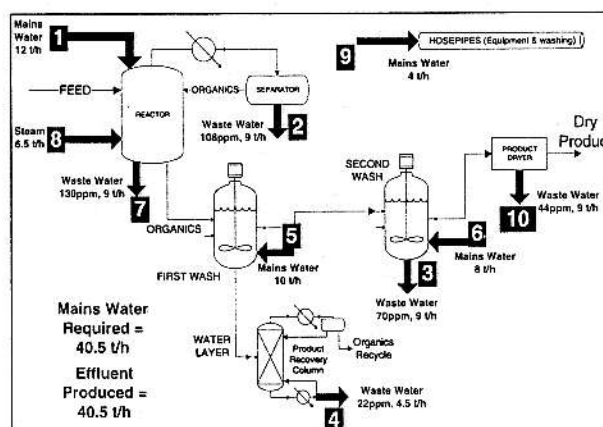 Mains
Water
12 t/h
1
FEED
REACTOR
Steam
6.5 t/h
8
Waste Water
130ppm, 9 t/h
7
ORGANICS
SEPARATOR
Waste Water
108ppm, 9 t/h
2
9
HOSEPIPES (Equipment & washing)
Mains Water
4 t/h
ORGANICS
FIRST WASH
5
Mains Water
10 t/h
SECOND
WASH
6
Mains Water
8 t/h
3
Waste Water
70ppm, 9 t/h
PRODUCT
DRYER
Dry
Product
Waste Water
44ppm, 9 t/h
10
WATER
LAYER
Product
Recovery
Column
Organics
Recycle
Waste Water
22ppm, 4.5 t/h
4
Mains Water
Required =
40.5 t/h
Effluent
Produced =
40.5 t/h